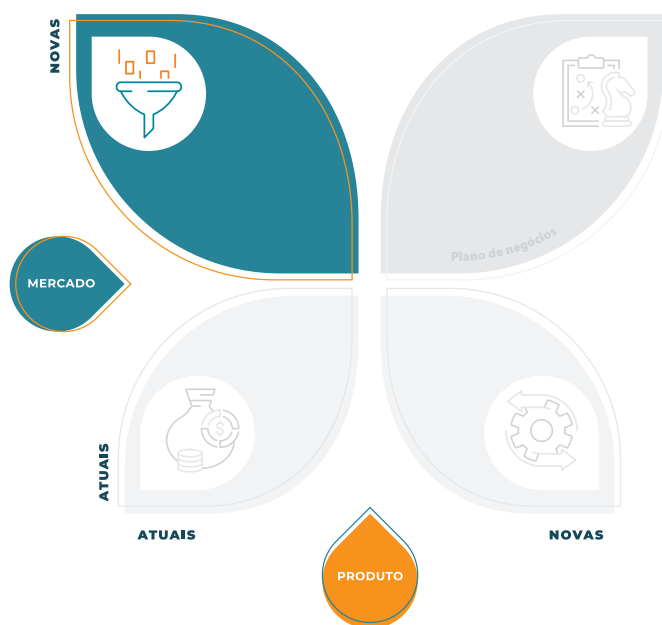 NOVAS
Plano de negócios
MERCADO
$
ATUAIS
ATUAIS
NOVAS
PRODUTO